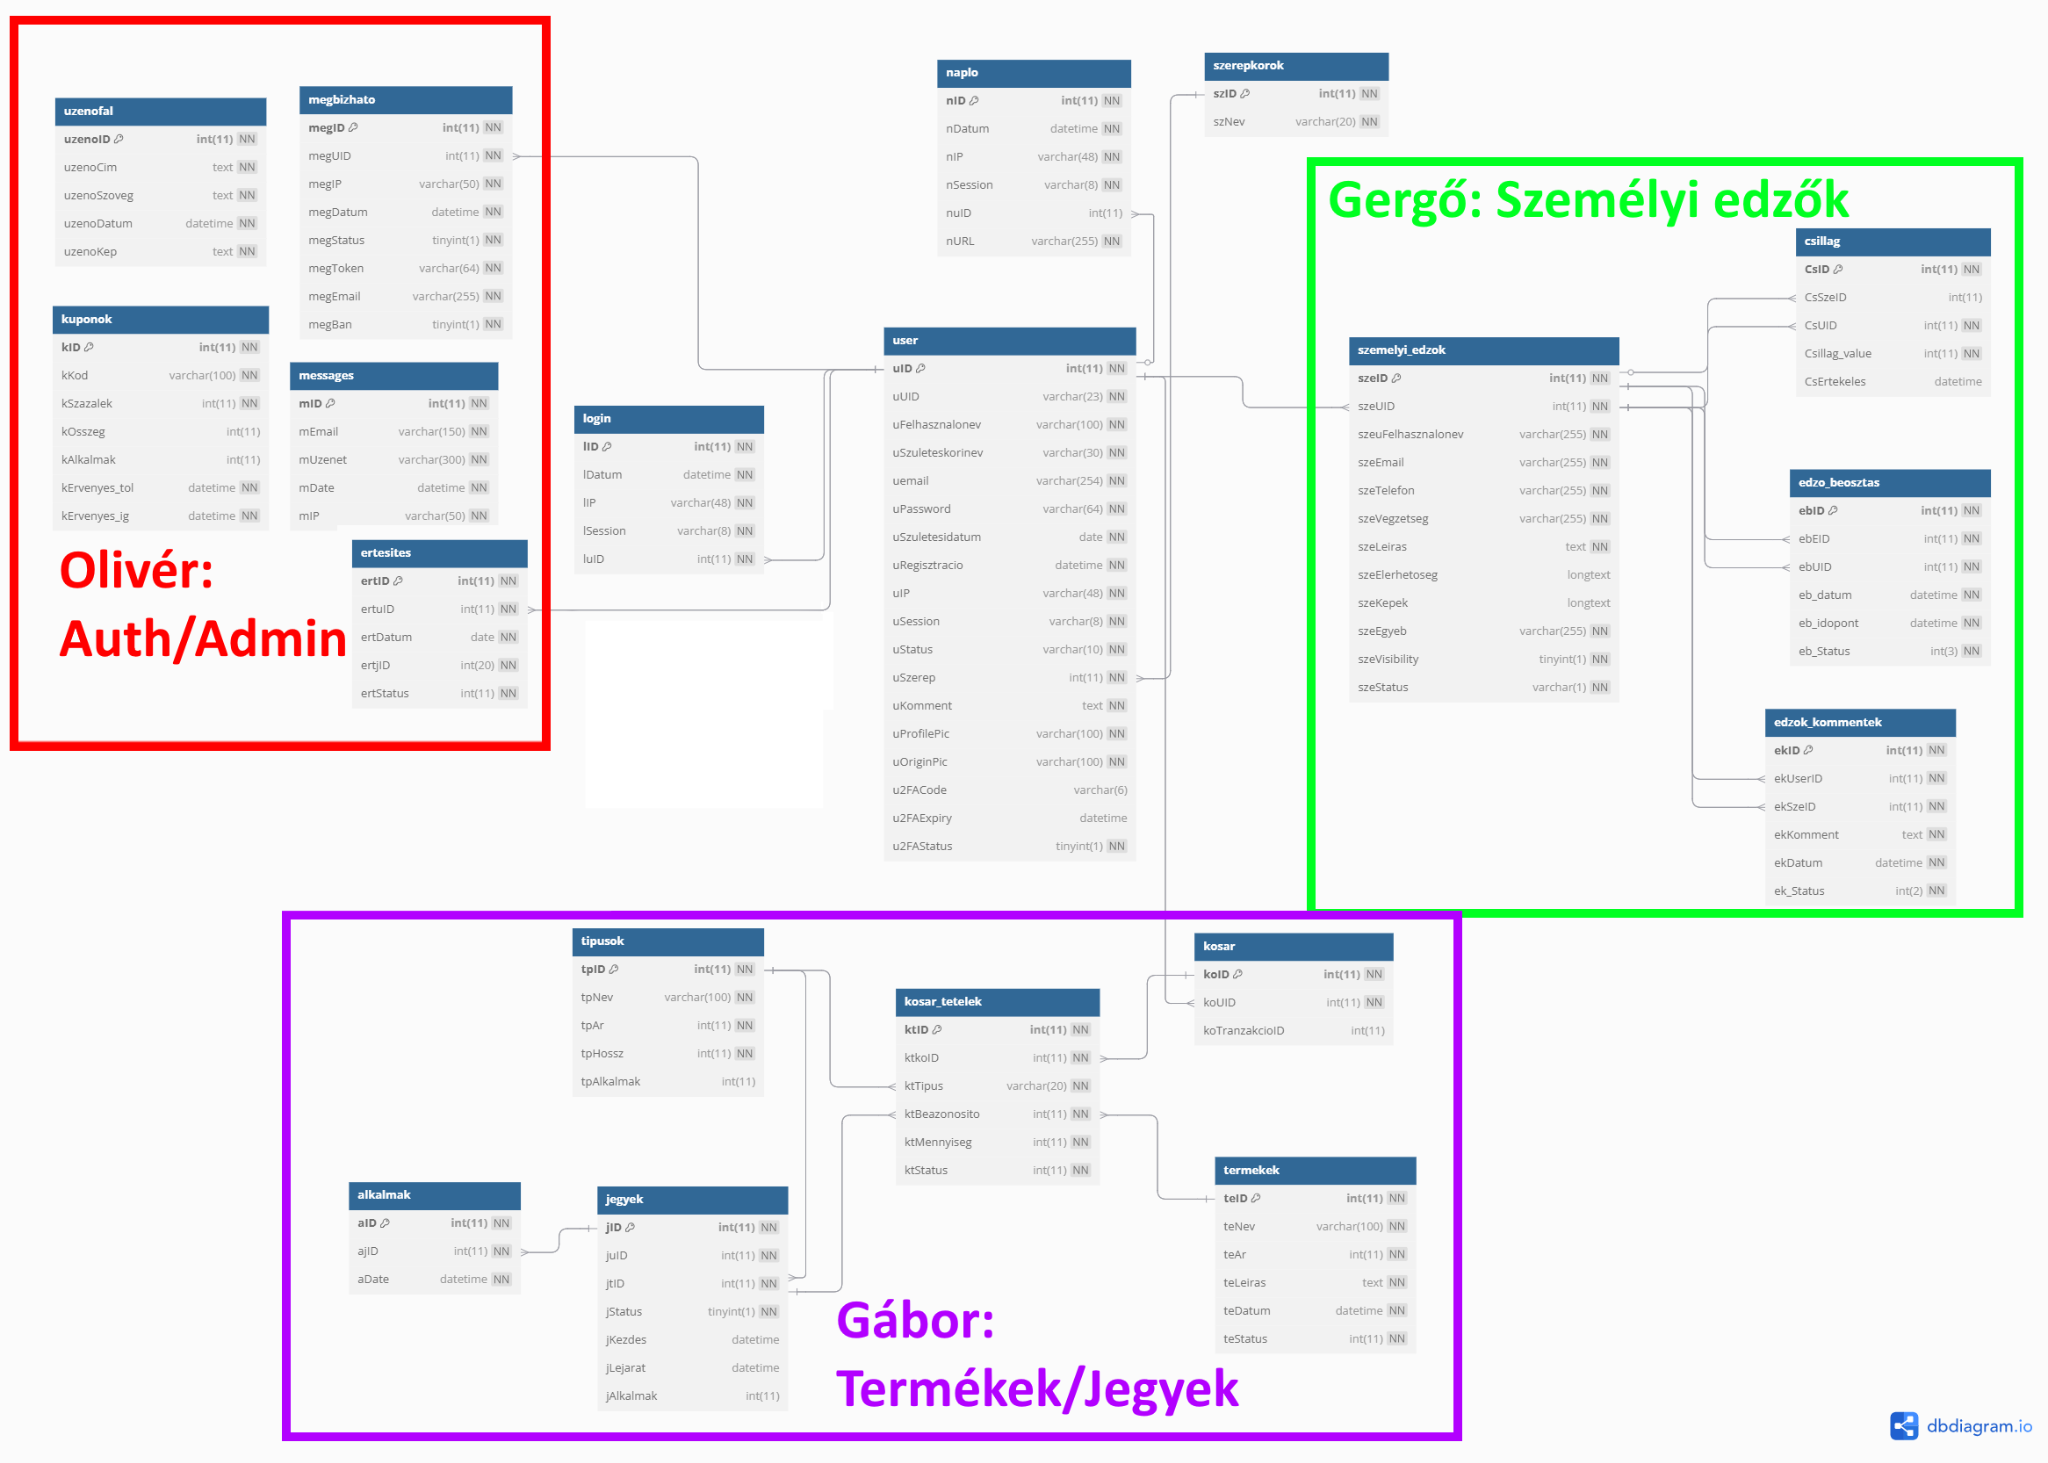 uzenofal
uzenoID int(11) NN
uzenoCim text NN
uzenoSzoveg text NN
uzenoDatum datetime NN
uzenoKep text NN
megbizhato
megID int(11) NN
megUID int(11) NN
megIP varchar(50) NN
megDatum datetime NN
megStatus tinyint(1) NN
megToken varchar(64) NN
megEmail varchar(255) NN
megBan tinyint(1) NN
kuponok
kID int(11) NN
kKod varchar(100) NN
kSzazalek int(11) NN
kOsszeg int(11)
kAlkalmak int(11)
kErvenyes_tol datetime NN
kErvenyes_ig datetime NN
messages
mID int(11) NN
mEmail varchar(150) NN
mUzenet varchar(300) NN
mDate datetime NN
mIP varchar(50) NN
Olivér:
Auth/Admin
ertesites
ertID int(11) NN
ertuID int(11) NN
ertDatum date NN
ertjID int(20) NN
ertStatus int(11) NN
login
lID int(11) NN
lDatum datetime NN
lIP varchar(48) NN
lSession varchar(8) NN
luID int(11) NN
naplo
nID int(11) NN
nDatum datetime NN
nIP varchar(48) NN
nSession varchar(8) NN
nuID int(11)
nURL varchar(255) NN
szerepkorok
szID int(11) NN
szNev varchar(20) NN
user
uID int(11) NN
uUID varchar(23) NN
uFelhasznalonev varchar(100) NN
uSzuleteskorinev varchar(30) NN
uemail varchar(254) NN
uPassword varchar(64) NN
uSzuletesidatum date NN
uRegisztracio datetime NN
uIP varchar(48) NN
uSession varchar(8) NN
uStatus varchar(10) NN
uSzerep int(11) NN
uKomment text NN
uProfilePic varchar(100) NN
uOriginPic varchar(100) NN
u2FACode varchar(6)
u2FAExpiry datetime
u2FAStatus tinyint(1) NN
Gergő: Személyi edzők
csillag
CsID int(11) NN
CsSzeID int(11)
CsUID int(11) NN
Csillag_value int(11) NN
CsErtekeles datetime
szemelyi_edzok
szeID int(11) NN
szeUID int(11) NN
szeuFelhasznalonev varchar(255) NN
szeEmail varchar(255) NN
szeTelefon varchar(255) NN
szeVegzetseg varchar(255) NN
szeLeiras text NN
szeElerhetoseg longtext
szeKepek longtext
szeEgyeb varchar(255) NN
szeVisibility tinyint(1) NN
szeStatus varchar(1) NN
edzo_beosztas
ebID int(11) NN
ebEID int(11) NN
ebUID int(11) NN
eb_datum datetime NN
eb_idopont datetime NN
eb_Status int(3) NN
edzok_kommentek
ekID int(11) NN
ekUserID int(11) NN
ekSzeID int(11) NN
ekKomment text NN
ekDatum datetime NN
ek_Status int(2) NN
tipusok
tpID int(11) NN
tpNev varchar(100) NN
tpAr int(11) NN
tpHossz int(11) NN
tpAlkalmak int(11)
kosar_tetelek
ktID int(11) NN
ktkoID int(11) NN
ktTipus varchar(20) NN
ktBeazonosito int(11) NN
ktMennyiseg int(11) NN
ktStatus int(11) NN
kosar
koID int(11) NN
koUID int(11) NN
koTranzakcioID int(11)
alkalmak
aID int(11) NN
ajID int(11) NN
aDate datetime NN
jegyek
jID int(11) NN
juID int(11) NN
jtID int(11) NN
jStatus tinyint(1) NN
jKezdes datetime
jLejarat datetime
jAlkalmak int(11)
termekek
teID int(11) NN
teNev varchar(100) NN
teAr int(11) NN
teLeiras text NN
teDatum datetime NN
teStatus int(11) NN
Gábor:
Termékek/Jegyek
dbdiagram.io